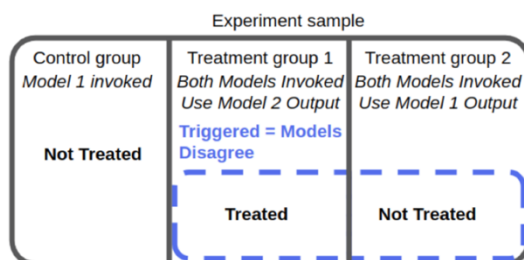 Experiment sample
Control group
Model 1 invoked
Not Treated
Treatment group 1
Both Models Invoked
Use Model 2 Output
Triggered = Models
Disagree
Treated
Treatment group 2
Both Models Invoked
Use Model 1 Output
Not Treated